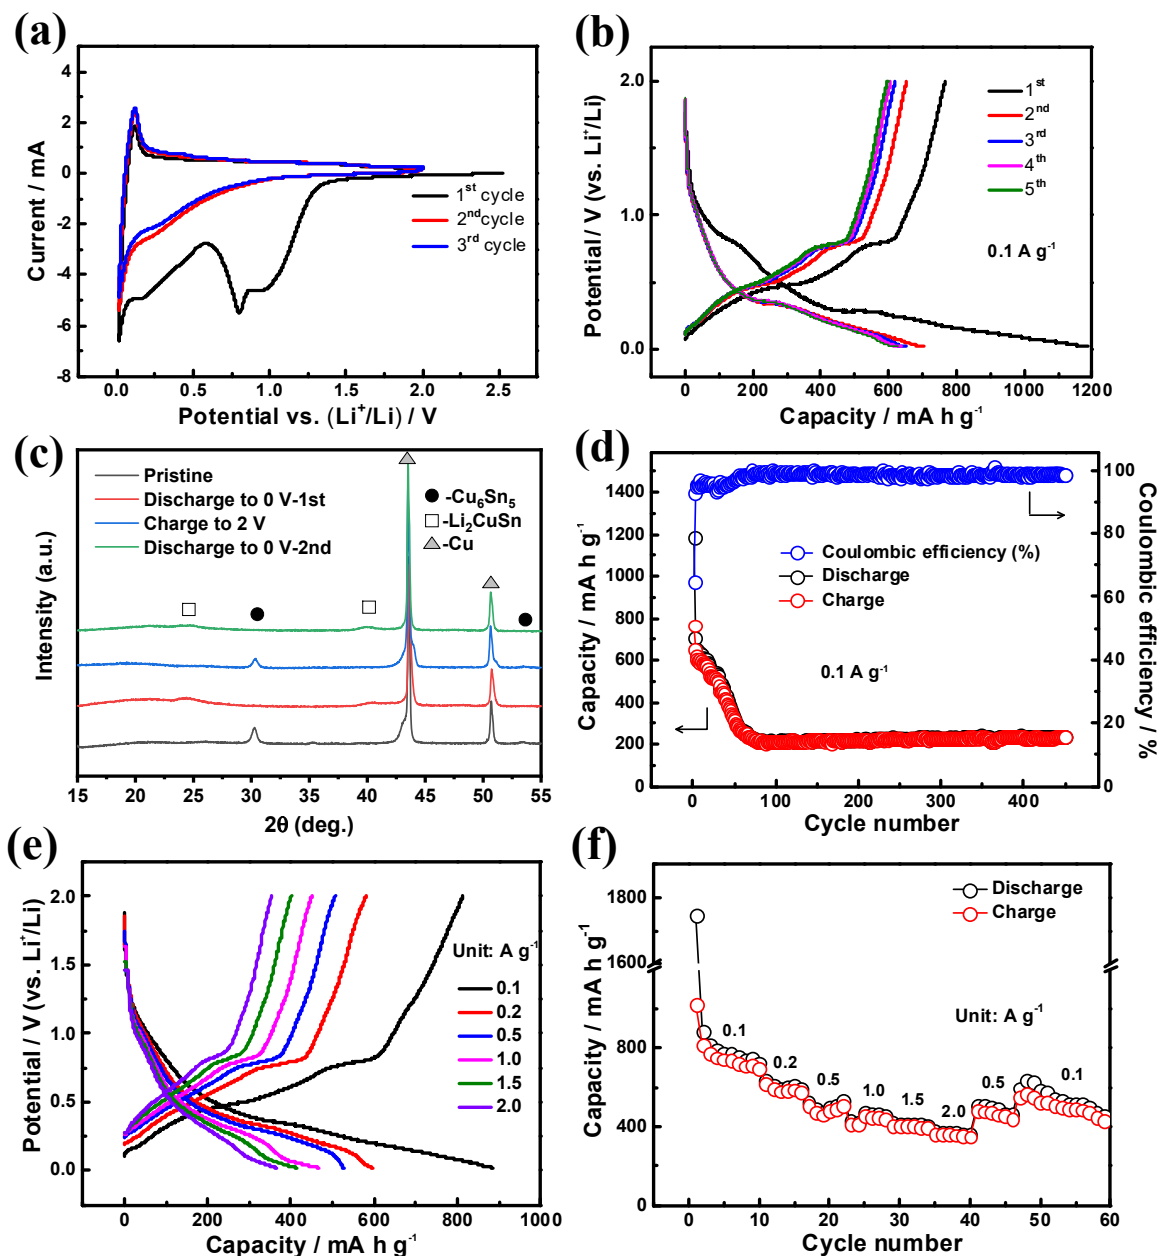 (a)
4
2
0
-2
-4
-6
-8
0.0 0.5 1.0 1.5 2.0 2.5
Current / mA
Potential vs. (Li⁺/Li) / V
1ˢᵗ cycle
2ⁿᵈ cycle
3ʳᵈ cycle
(b)
2.0
1.0
0.0
0 200 400 600 800 1000 1200
Potential / V (vs. Li⁺/Li)
Capacity / mA h g⁻¹
1ˢᵗ
2ⁿᵈ
3ʳᵈ
4ᵗʰ
5ᵗʰ
0.1 A g⁻¹
(c)
Pristine
Discharge to 0 V-1st
Charge to 2 V
Discharge to 0 V-2nd
-Cu₆Sn₅
-Li₂CuSn
-Cu
Intensity (a.u.)
15 20 25 30 35 40 45 50 55
2θ (deg.)
(d)
1400
1200
1000
800
600
400
200
0
100
80
60
40
20
0
0 100 200 300 400
Capacity / mA h g⁻¹
Coulombic efficiency / %
Coulombic efficiency (%)
Discharge
Charge
0.1 A g⁻¹
Cycle number
(e)
2.0
1.5
1.0
0.5
0.0
0 200 400 600 800 1000
Potential / V (vs. Li⁺/Li)
Capacity / mA h g⁻¹
Unit: A g⁻¹
0.1
0.2
0.5
1.0
1.5
2.0
(f)
1800
1600
800
400
0
0 10 20 30 40 50 60
Capacity / mA h g⁻¹
Cycle number
Discharge
Charge
Unit: A g⁻¹
0.1
0.2
0.5
1.0
1.5
2.0
0.5
0.1